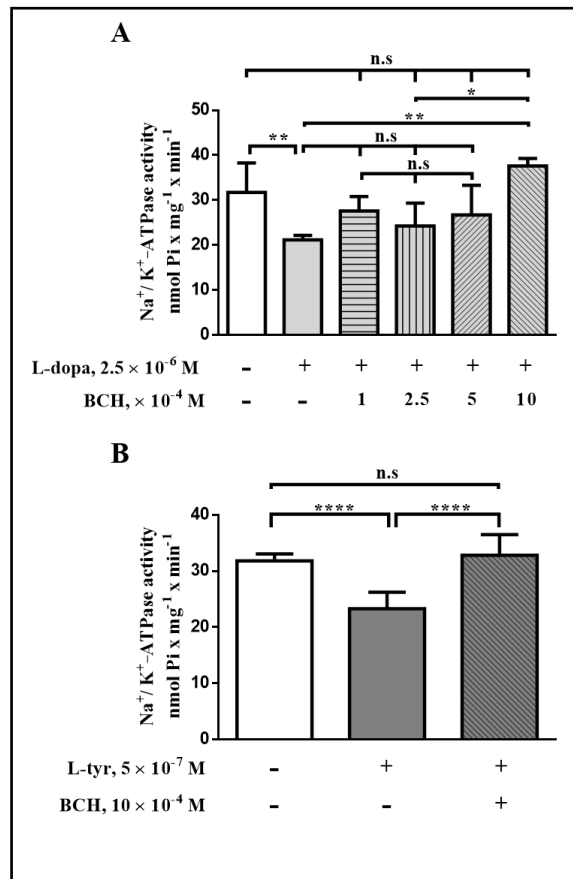 A
n.s
*
**
** n.s
n.s
50
40
30
20
10
0
Na⁺/ K⁺-ATPase activity
nmol Pi x mg⁻¹ x min⁻¹
L-dopa, 2.5 × 10⁻⁶ M - + + + + +
BCH, × 10⁻⁴ M - - 1 2.5 5 10
B
n.s
**** ****
40
30
20
10
0
Na⁺/ K⁺-ATPase activity
nmol Pi x mg⁻¹ x min⁻¹
L-tyr, 5 × 10⁻⁷ M - + +
BCH, 10 × 10⁻⁴ M - - +